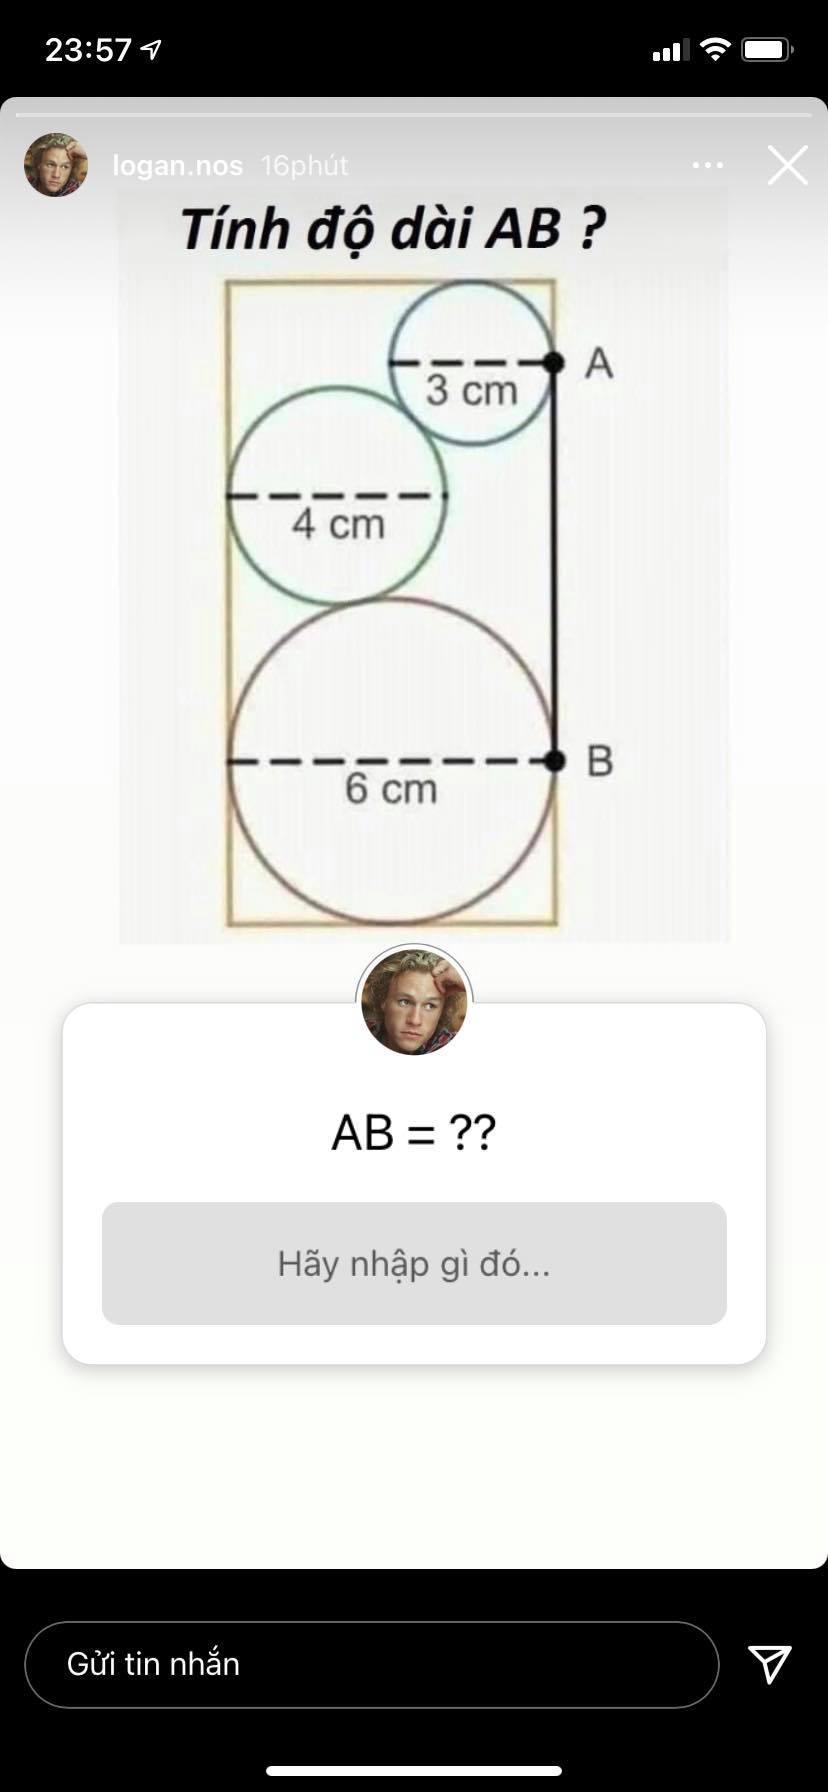 23:57
logan.nos 16phút
Tính độ dài AB ?
A
3 cm
4 cm
B
6 cm
AB = ??
Hãy nhập gì đó...
Gửi tin nhắn